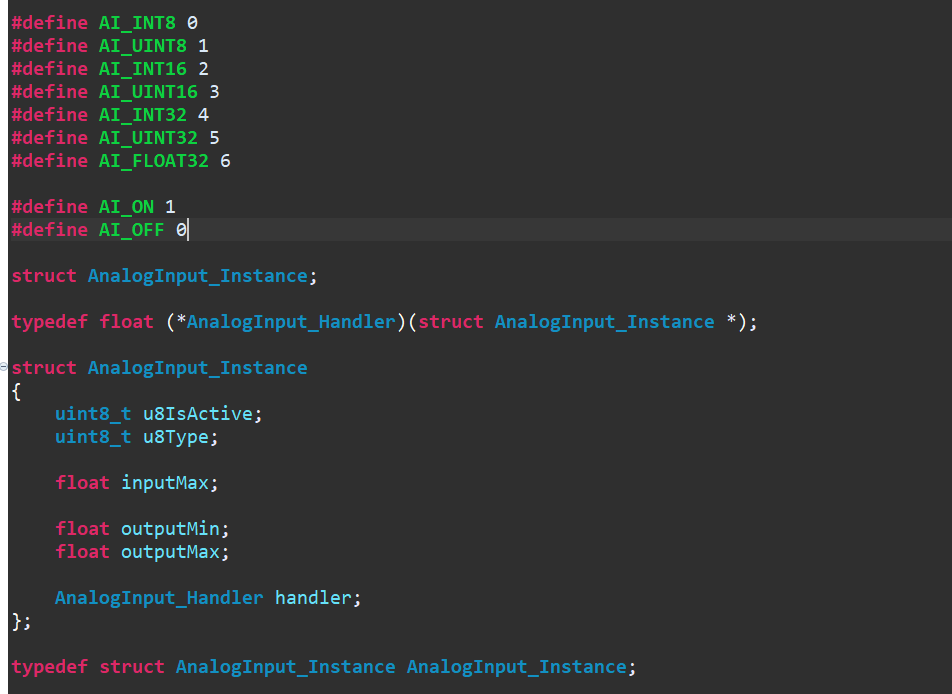 #define AI_INT8 0
#define AI_UINT8 1
#define AI_INT16 2
#define AI_UINT16 3
#define AI_INT32 4
#define AI_UINT32 5
#define AI_FLOAT32 6
#define AI_ON 1
#define AI_OFF 0
struct AnalogInput_Instance;
typedef float (*AnalogInput_Handler)(struct AnalogInput_Instance *);
struct AnalogInput_Instance
{
    uint8_t u8IsActive;
    uint8_t u8Type;
    float inputMax;
    float outputMin;
    float outputMax;
    AnalogInput_Handler handler;
};
typedef struct AnalogInput_Instance AnalogInput_Instance;